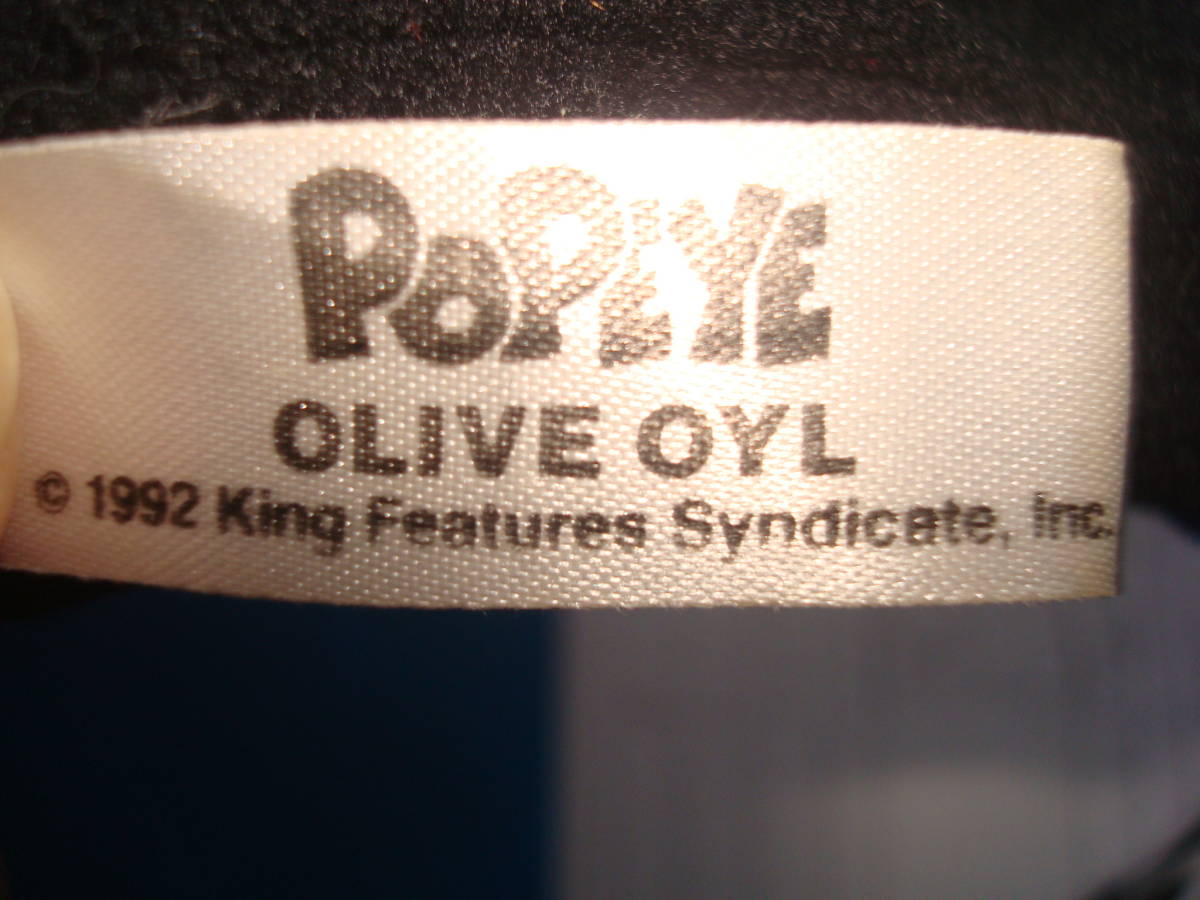 POPEYE
OLIVE OYL
© 1992 King Features Syndicate, Inc.